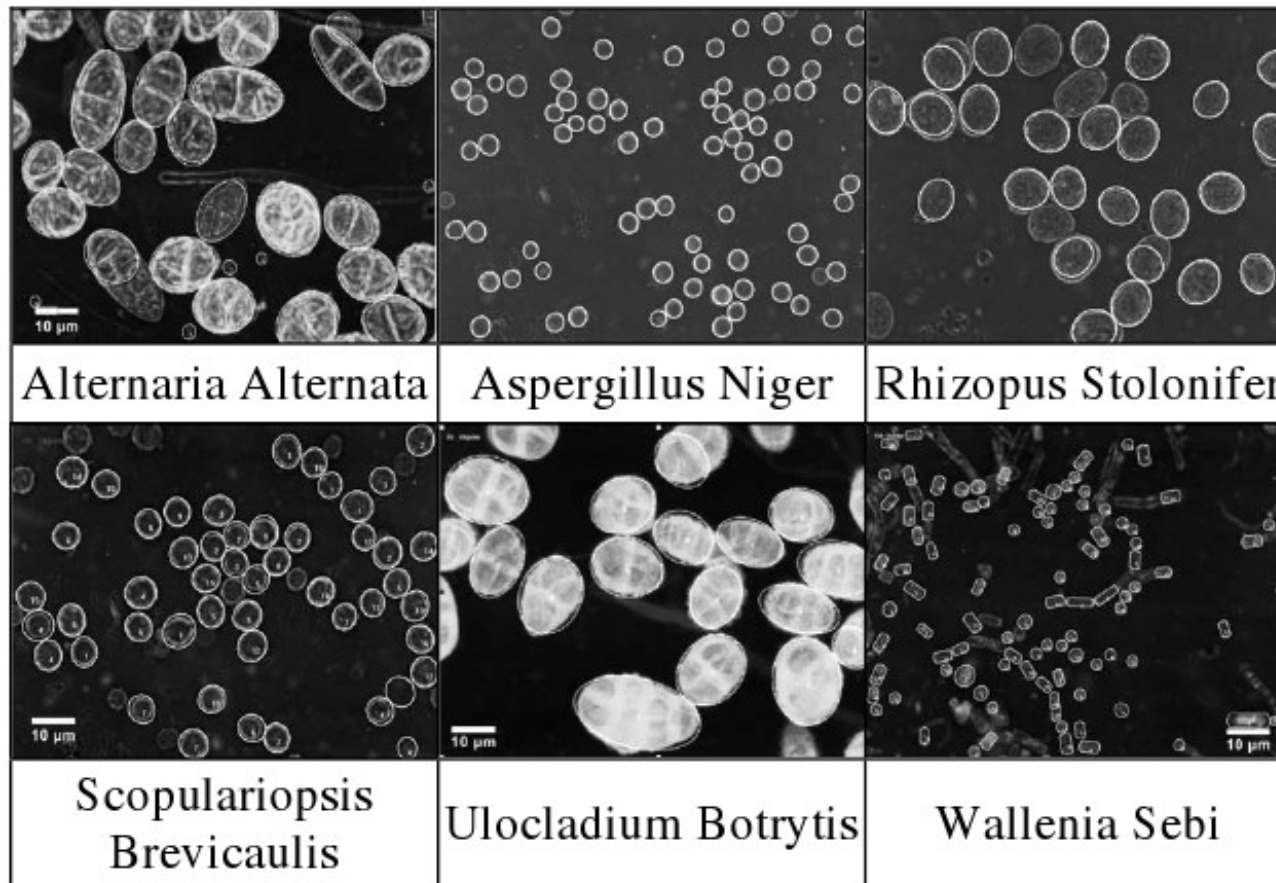 10 µm
Alternaria Alternata
Aspergillus Niger
Rhizopus Stolonifer
10 µm
10 µm
10 µm
Scopulariopsis
Brevicaulis
Ulocladium Botrytis
Wallenia Sebi